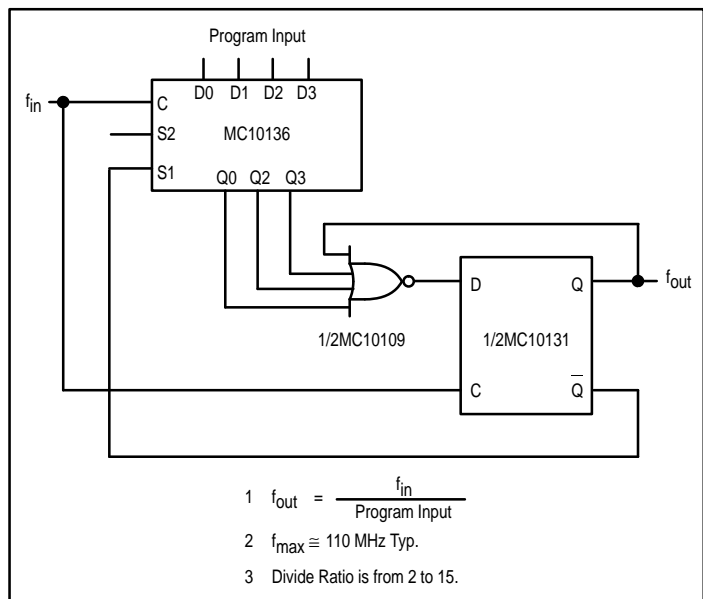 Program Input
D0 D1 D2 D3
fin
C
MC10136
S2
S1
Q0 Q2 Q3
D
Q
fout
1/2MC10109
1/2MC10131
C
Q
1 fout = fin
Program Input
2 fmax ≅ 110 MHz Typ.
3 Divide Ratio is from 2 to 15.